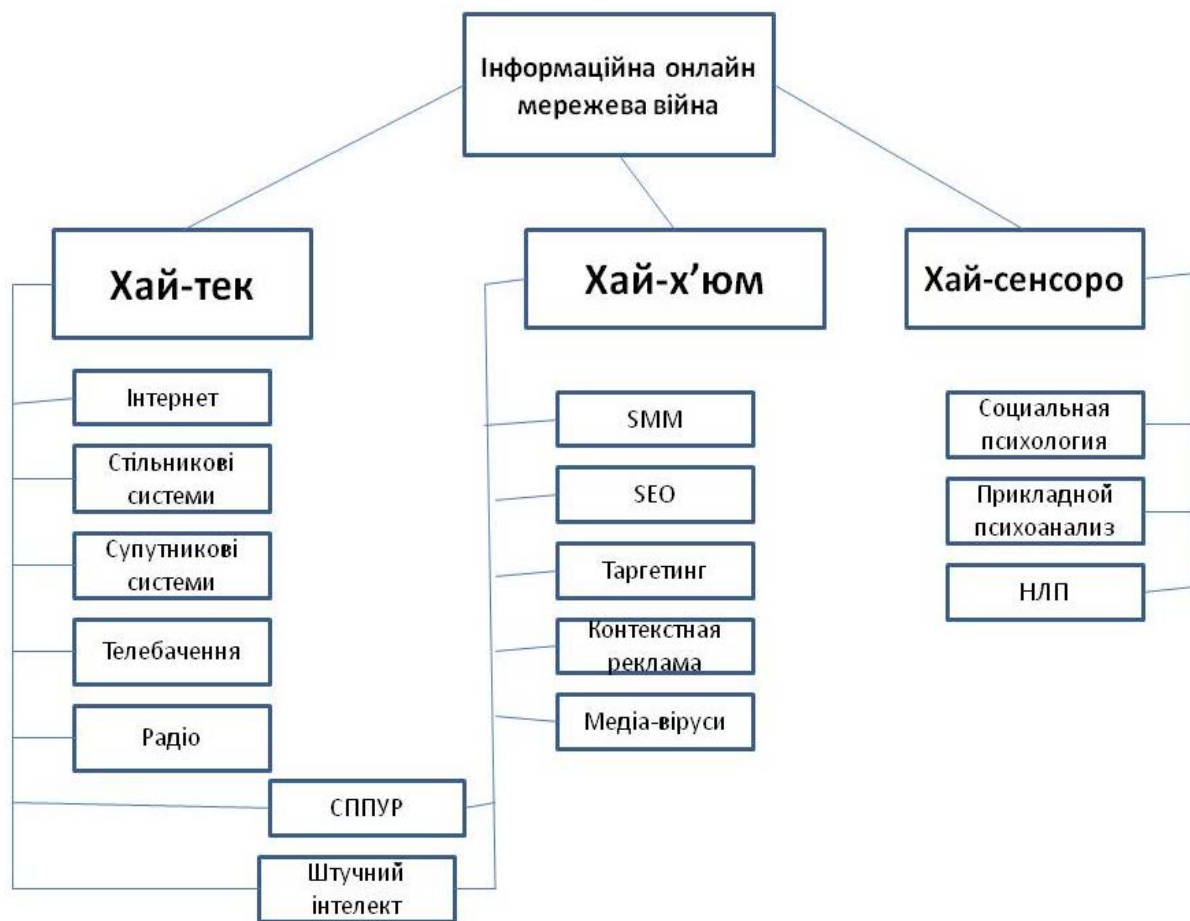 Інформаційна онлайн
мережева війна
Хай-тек
Хай-х’юм
Хай-сенсоро
Інтернет
Стільникові
системи
Супутникові
системи
Телебачення
Радіо
СППУР
Штучний
інтелект
SMM
SEO
Таргетинг
Контекстная
реклама
Медіа-віруси
Социальная
психология
Прикладной
психоанализ
НЛП